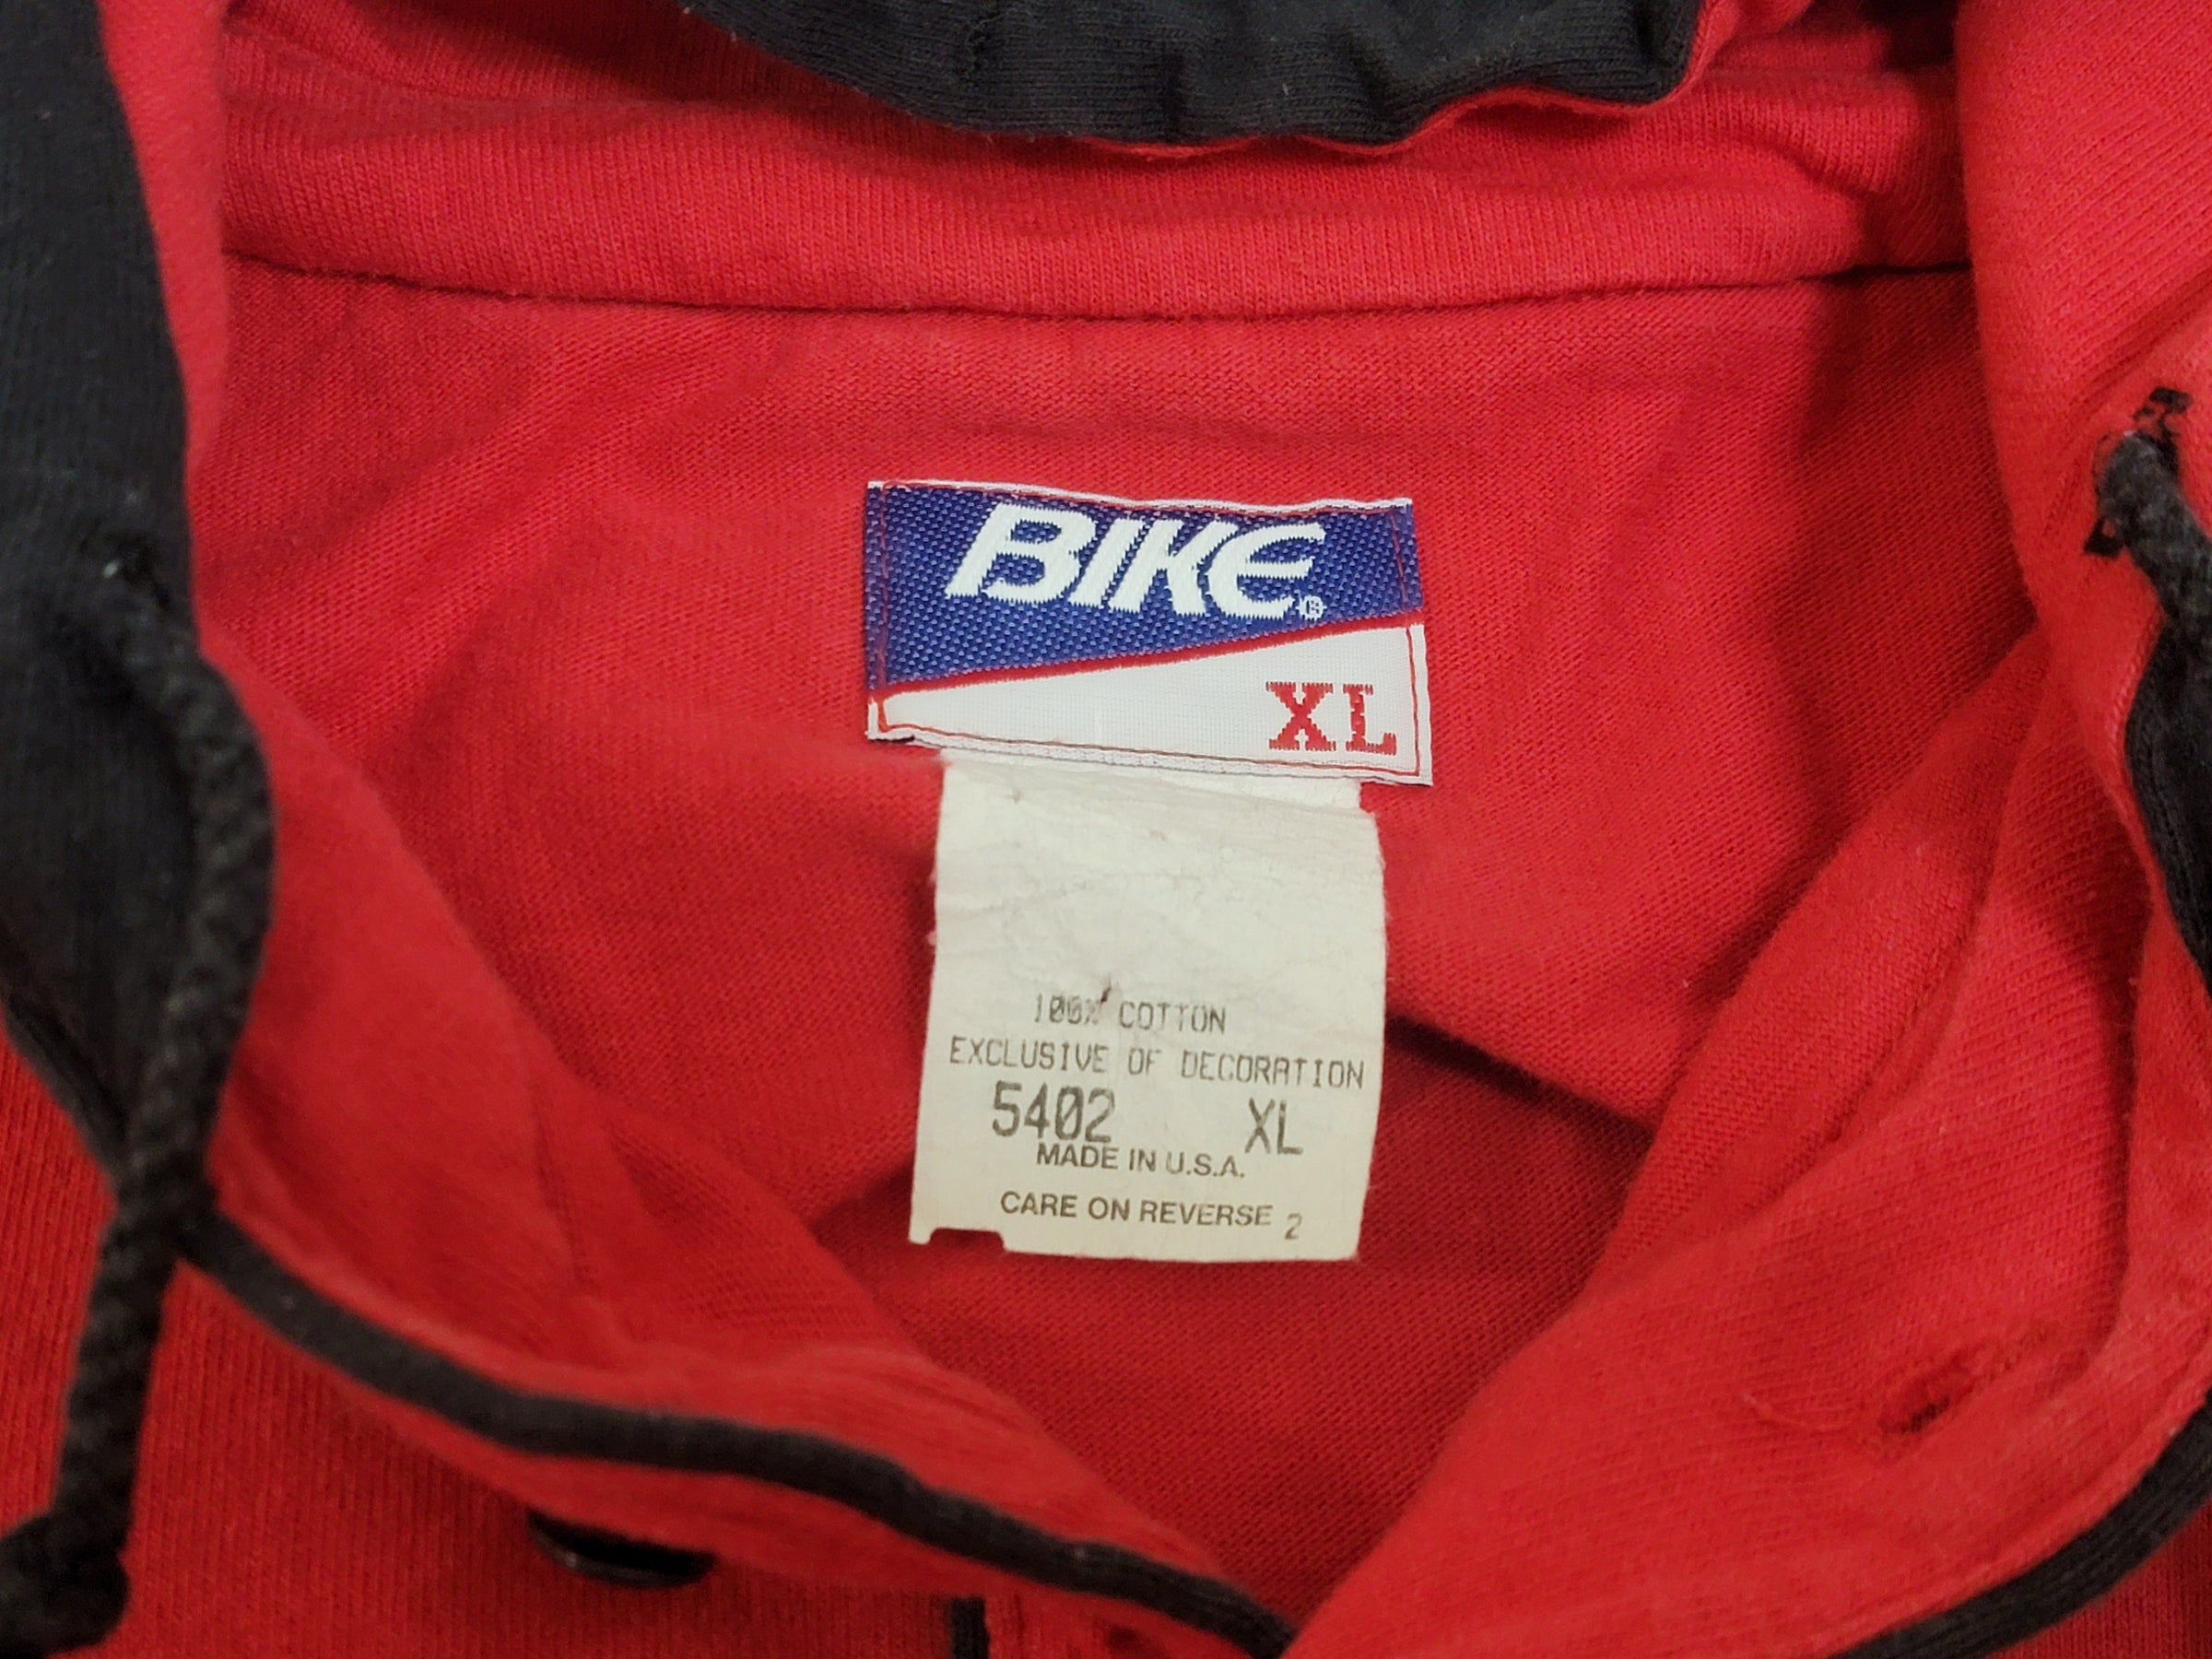 BIKE®
XL
100% COTTON
EXCLUSIVE OF DECORATION
5402 XL
MADE IN U.S.A.
CARE ON REVERSE 2